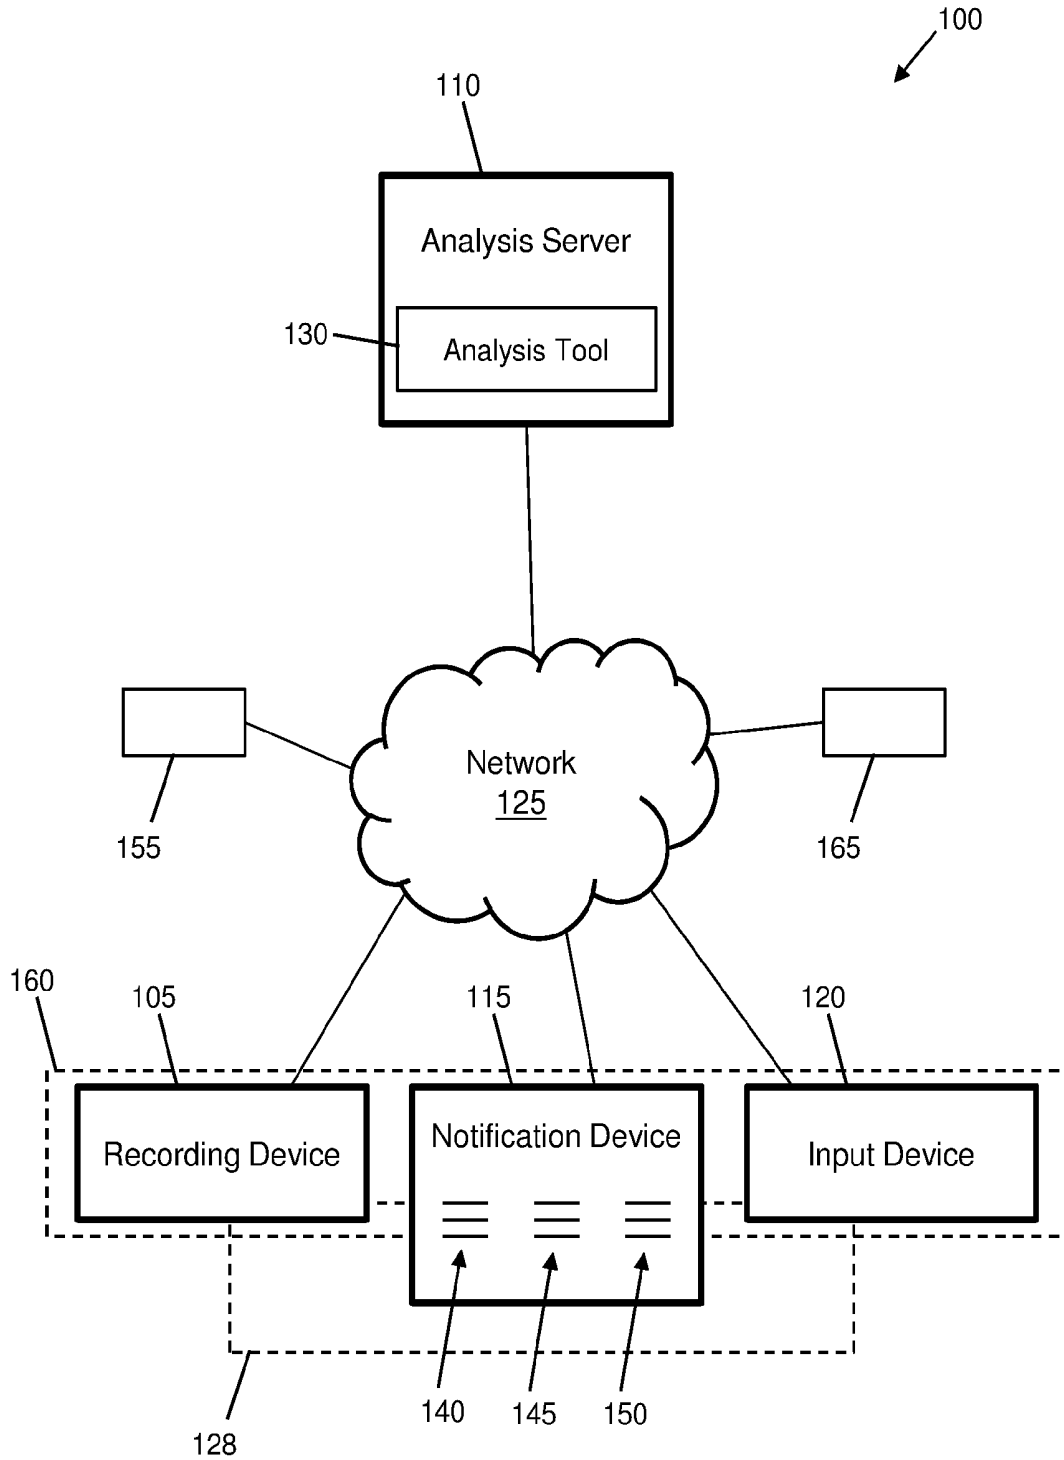 100
110
Analysis Server
130
Analysis Tool
Network
125
155
165
160
105
115
120
Recording Device
Notification Device
Input Device
140
145
150
128